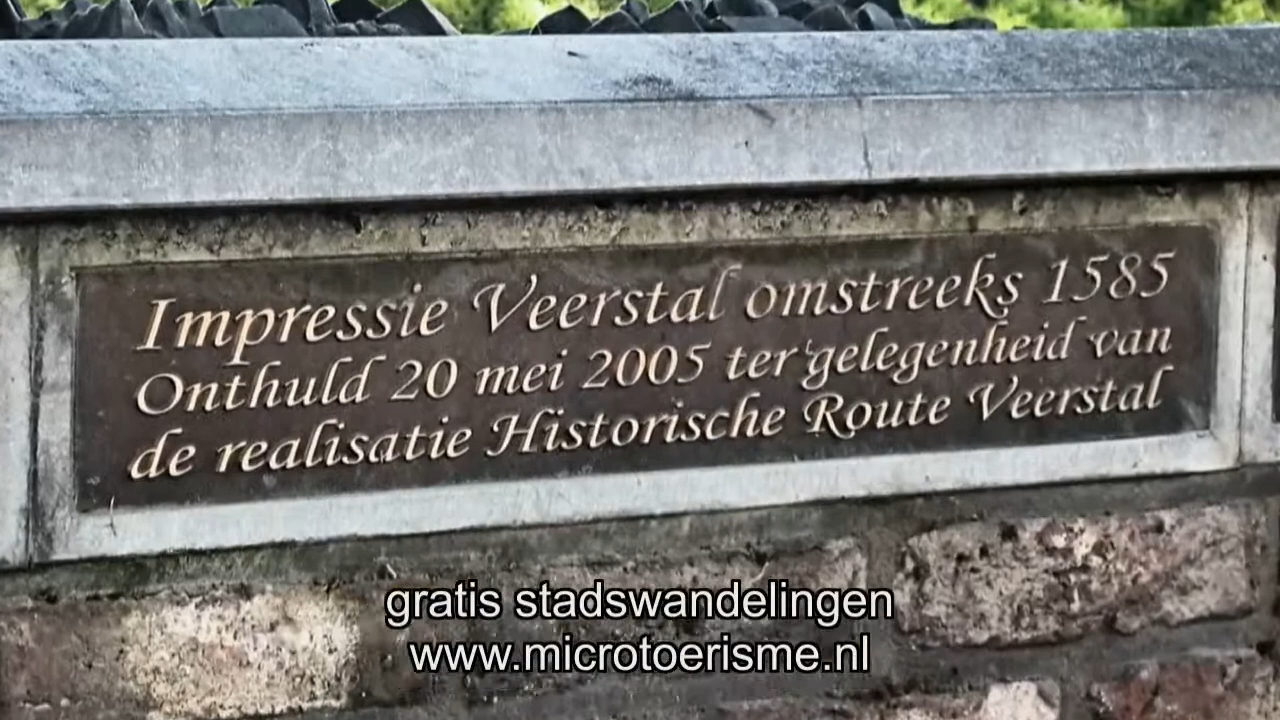 Impressie Veerstal omstreeks 1585
Onthuld 20 mei 2005 ter gelegenheid van
de realisatie Historische Route Veerstal
gratis stadswandelingen
www.microtoerisme.nl